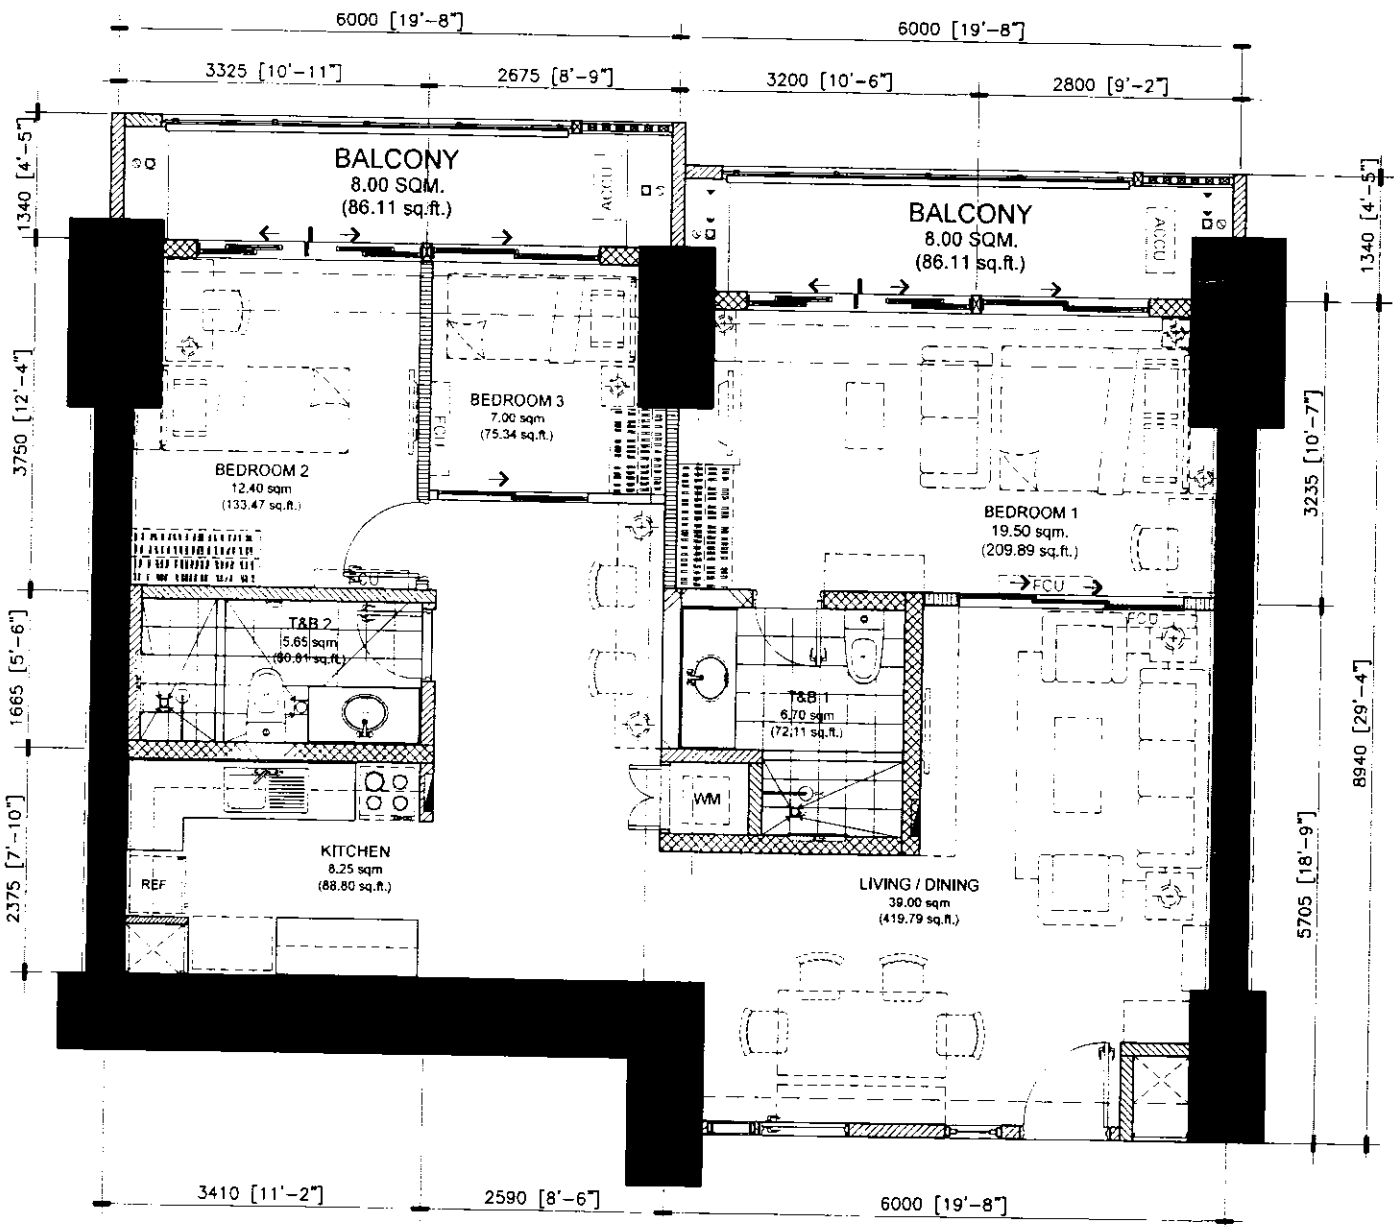 6000 [19'-8"]
6000 [19'-8"]
3325 [10'-11"]
2675 [8'-9"]
3200 [10'-6"]
2800 [9'-2"]
1340 [4'-5"]
BALCONY
8.00 SQM.
(86.11 sq.ft.)
ACCU
BALCONY
8.00 SQM.
(86.11 sq.ft.)
ACCU
1340 [4'-5"]
3750 [12'-4"]
BEDROOM 3
7.00 sqm
(75.34 sq.ft.)
FCU
BEDROOM 2
12.40 sqm
(133.47 sq.ft.)
FCU
BEDROOM 1
19.50 sqm.
(209.89 sq.ft.)
FCU
3235 [10'-7"]
FCU
1665 [5'-6"]
T&B 2
5.65 sqm
(60.81 sq.ft.)
T&B 1
6.70 sqm
(72.11 sq.ft.)
8940 [29'-4"]
WM
2375 [7'-10"]
KITCHEN
8.25 sqm
(88.80 sq.ft.)
REF
LIVING / DINING
39.00 sqm
(419.79 sq.ft.)
5705 [18'-9"]
3410 [11'-2"]
2590 [8'-6"]
6000 [19'-8"]